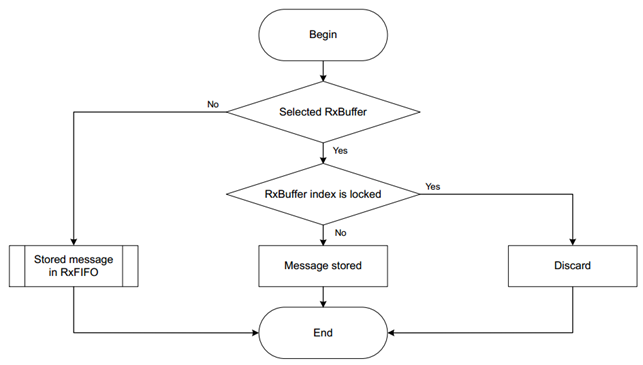 Begin
No
Selected RxBuffer
Yes
RxBuffer index is locked
Yes
No
Stored message
in RxFIFO
Message stored
Discard
End